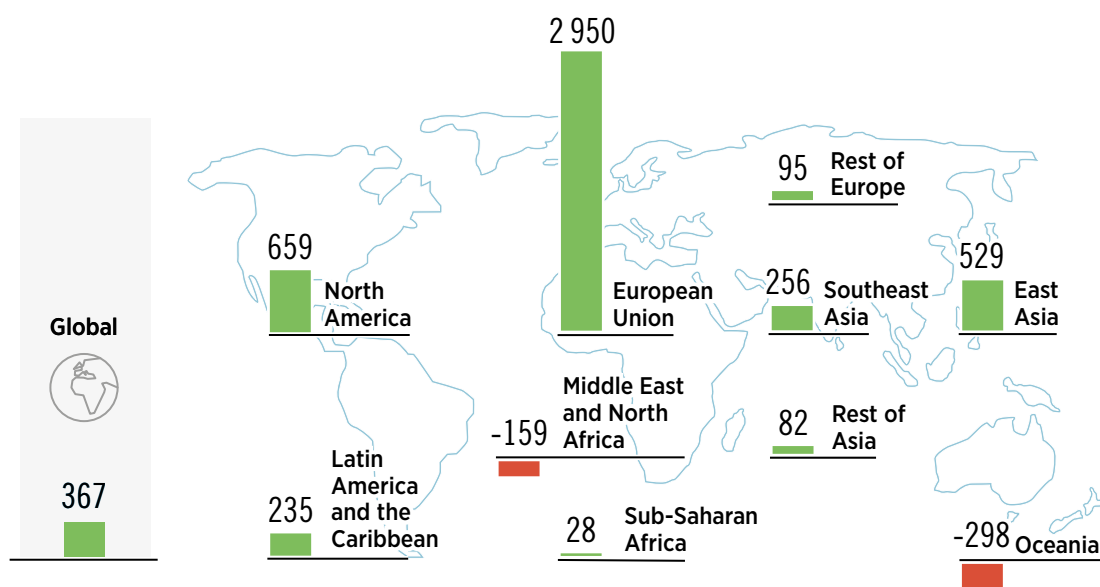 Global
367
659
North
America
235
Latin
America
and the
Caribbean
2 950
European
Union
-159
Middle East
and North
Africa
28
Sub-Saharan
Africa
95
Rest of
Europe
256
Southeast
Asia
529
East
Asia
82
Rest of
Asia
-298
Oceania